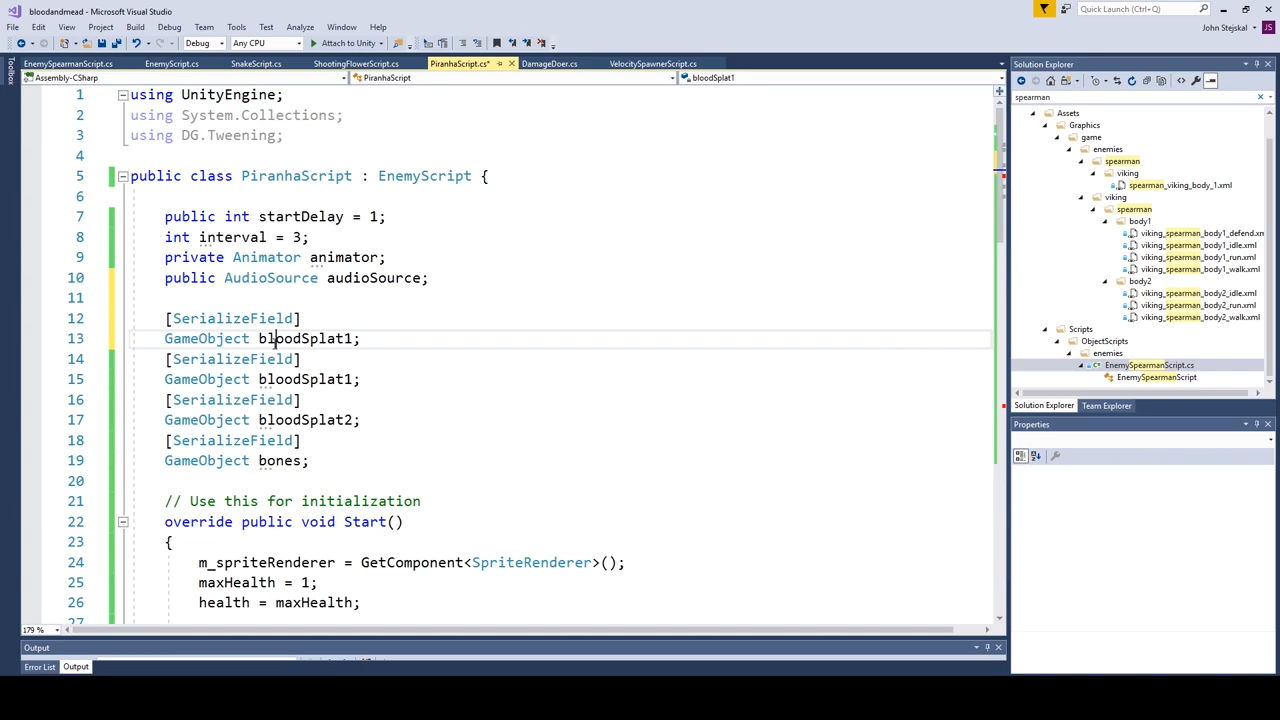 bloodandmead - Microsoft Visual Studio
Quick Launch (Ctrl+Q)
File Edit View Project Build Debug Team Tools Test Analyze Window Help
John Stejskal JS
Debug Any CPU Attach to Unity
Toolbox
EnemySpearmanScript.cs EnemyScript.cs SnakeScript.cs ShootingFlowerScript.cs PiranhaScript.cs* DamageDoer.cs VelocitySpawnerScript.cs
Assembly-CSharp PiranhaScript bloodSplat1
1 using UnityEngine;
2 using System.Collections;
3 using DG.Tweening;
4
5 public class PiranhaScript : EnemyScript {
6
7 public int startDelay = 1;
8 int interval = 3;
9 private Animator animator;
10 public AudioSource audioSource;
11
12 [SerializeField]
13 GameObject bloodSplat1;
14 [SerializeField]
15 GameObject bloodSplat1;
16 [SerializeField]
17 GameObject bloodSplat2;
18 [SerializeField]
19 GameObject bones;
20
21 // Use this for initialization
22 override public void Start()
23 {
24 m_spriteRenderer = GetComponent<SpriteRenderer>();
25 maxHealth = 1;
26 health = maxHealth;
179 %
Output
Error List Output
Solution Explorer
spearman
Assets
Graphics
game
enemies
spearman
viking
spearman_viking_body_1.xml
viking
spearman
body1
viking_spearman_body1_defend.xm
viking_spearman_body1_idle.xml
viking_spearman_body1_run.xml
viking_spearman_body1_walk.xml
body2
viking_spearman_body2_idle.xml
viking_spearman_body2_run.xml
viking_spearman_body2_walk.xml
Scripts
ObjectScripts
enemies
EnemySpearmanScript.cs
EnemySpearmanScript
Solution Explorer Team Explorer
Properties